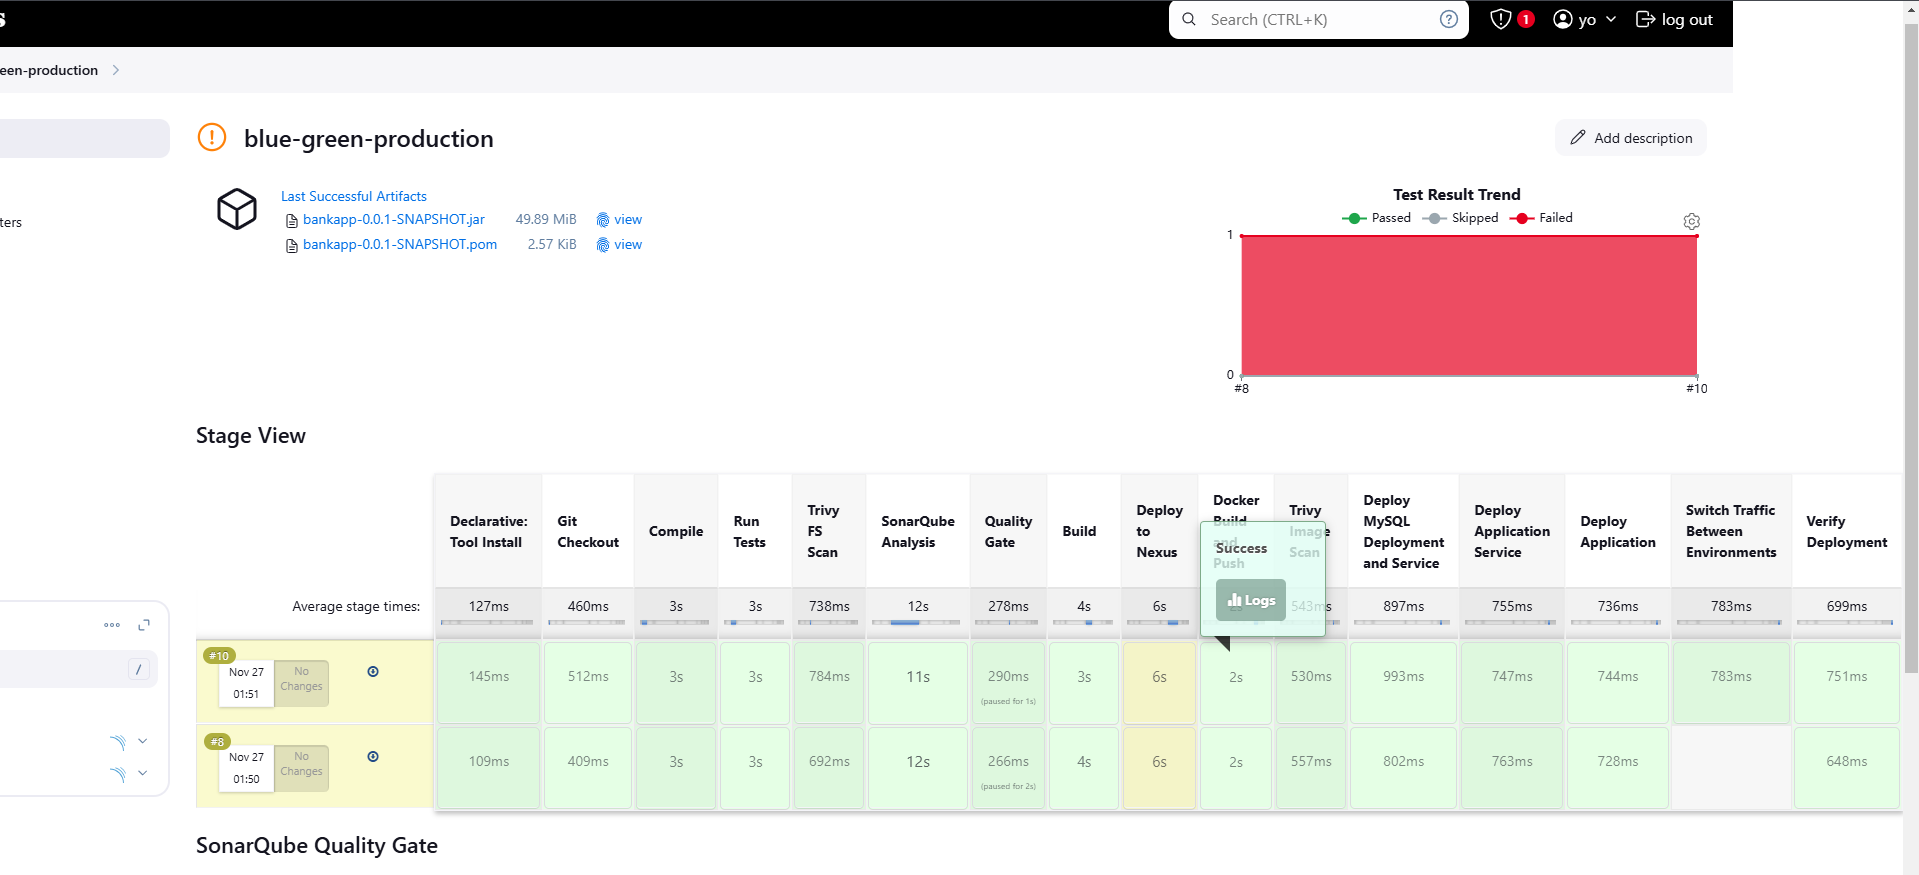 s
Search (CTRL+K)
?
1
yo
log out
een-production
blue-green-production
Add description
Last Successful Artifacts
bankapp-0.0.1-SNAPSHOT.jar 49.89 MiB view
bankapp-0.0.1-SNAPSHOT.pom 2.57 KiB view
ters
Test Result Trend
Passed Skipped Failed
1
0
#8 #10
Stage View
Declarative:
Tool Install
Git
Checkout
Compile
Run
Tests
Trivy
FS
Scan
SonarQube
Analysis
Quality
Gate
Build
Deploy
to
Nexus
Docker
Build
and
Push
Trivy
Image
Scan
Deploy
MySQL
Deployment
and Service
Deploy
Application
Service
Deploy
Application
Switch Traffic
Between
Environments
Verify
Deployment
Success
Logs
Average stage times: 127ms 460ms 3s 3s 738ms 12s 278ms 4s 6s 543ms 897ms 755ms 736ms 783ms 699ms
/
#10
Nov 27
01:51
No
Changes
145ms 512ms 3s 3s 784ms 11s 290ms 3s 6s 2s 530ms 993ms 747ms 744ms 783ms 751ms
(paused for 1s)
#8
Nov 27
01:50
No
Changes
109ms 409ms 3s 3s 692ms 12s 266ms 4s 6s 2s 557ms 802ms 763ms 728ms 648ms
(paused for 2s)
SonarQube Quality Gate